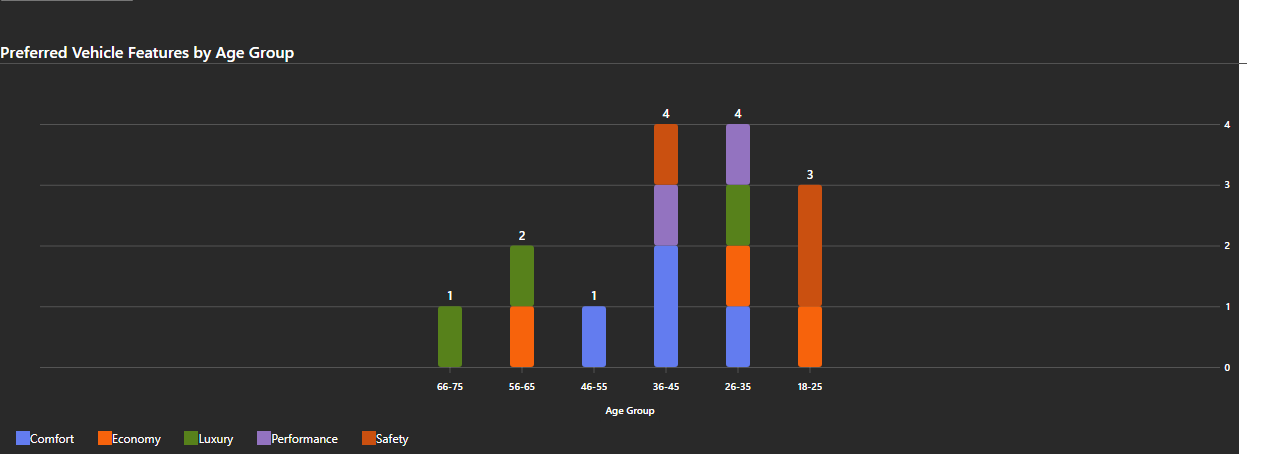 Preferred Vehicle Features by Age Group
4 4
4
3
3
2
2
1 1
1
0
66-75 56-65 46-55 36-45 26-35 18-25
Age Group
Comfort Economy Luxury Performance Safety